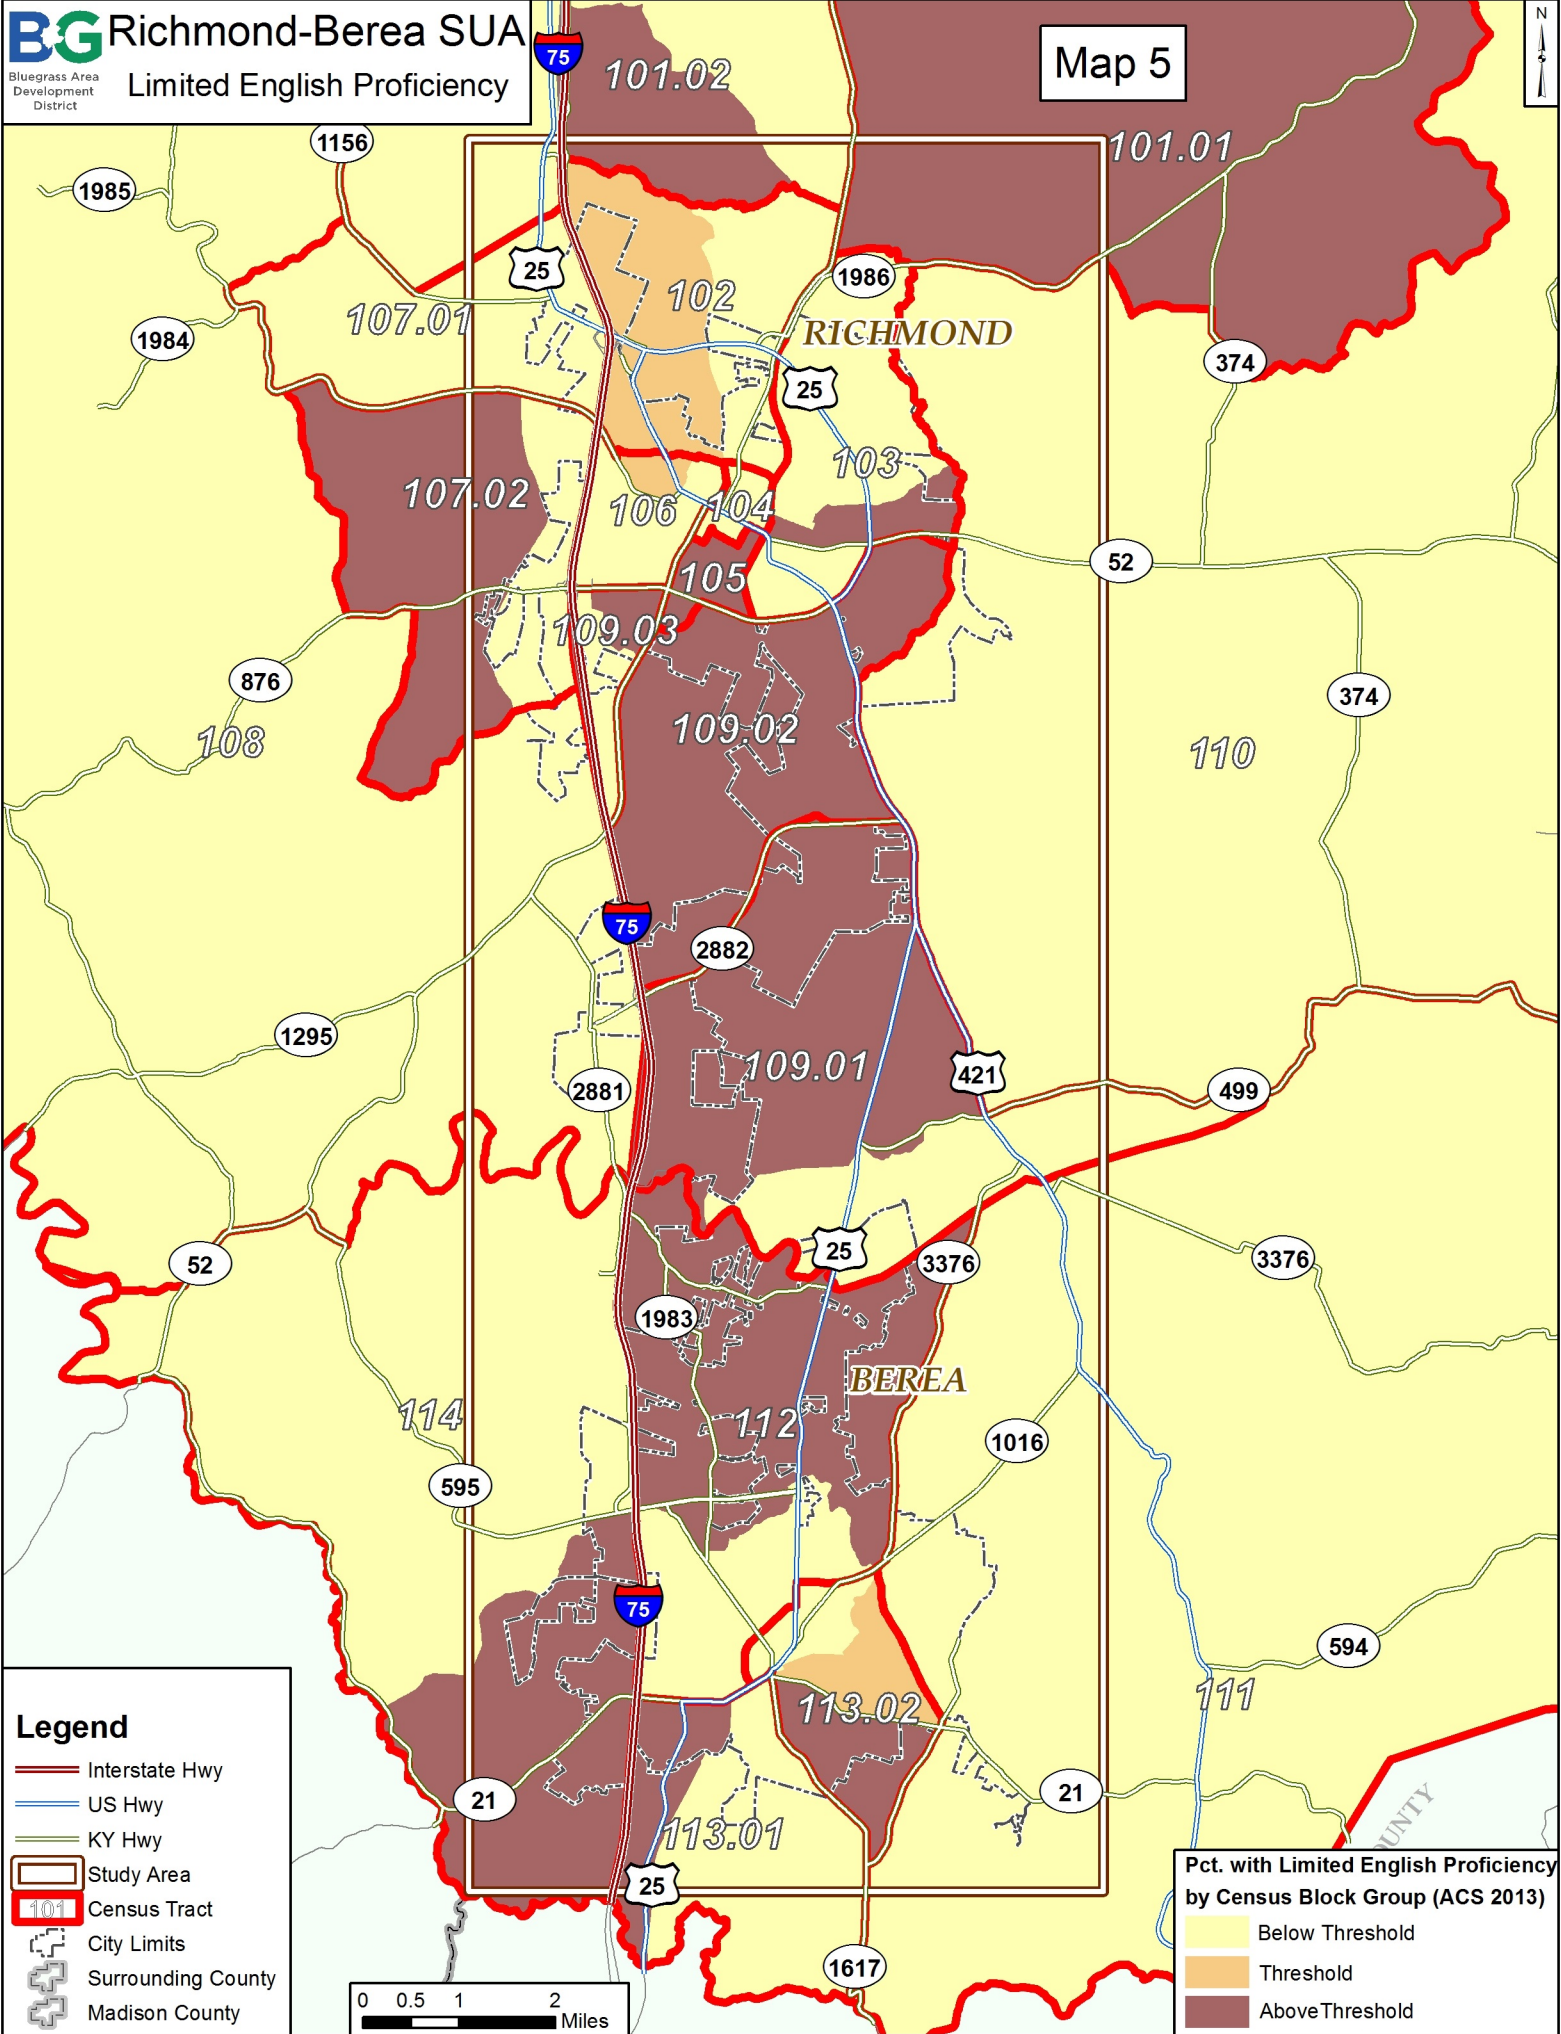 BG
Bluegrass Area
Development
District
Richmond-Berea SUA
Limited English Proficiency
Map 5
N
75
101.02
101.01
1156
1985
25
1986
102
107.01
RICHMOND
1984
374
25
103
107.02
106
104
52
105
109.03
876
374
109.02
108
110
75
2882
1295
109.01
421
2881
499
25
3376
3376
52
1983
BEREA
114
112
1016
595
75
594
111
113.02
21
21
113.01
25
1617
OUNTY
Legend
Interstate Hwy
US Hwy
KY Hwy
Study Area
101
Census Tract
City Limits
Surrounding County
Madison County
0 0.5 1 2
Miles
Pct. with Limited English Proficiency
by Census Block Group (ACS 2013)
Below Threshold
Threshold
AboveThreshold